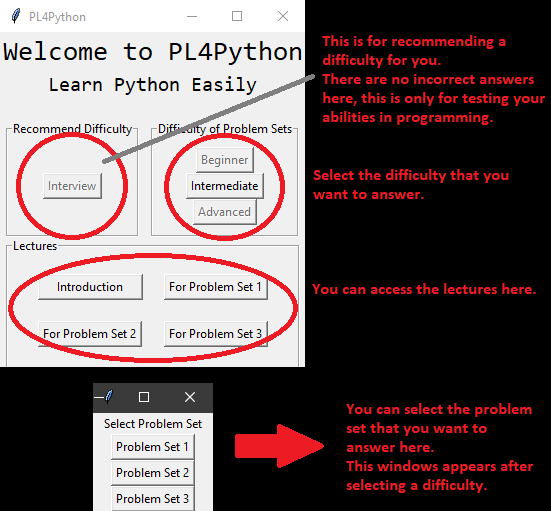 PL4Python
Welcome to PL4Python
Learn Python Easily
Recommend Difficulty
Interview
Difficulty of Problem Sets
Beginner
Intermediate
Advanced
Lectures
Introduction
For Problem Set 1
For Problem Set 2
For Problem Set 3
This is for recommending a
difficulty for you.
There are no incorrect answers
here, this is only for testing your
abilities in programming.
Select the difficulty that you
want to answer.
You can access the lectures here.
Select Problem Set
Problem Set 1
Problem Set 2
Problem Set 3
You can select the problem
set that you want to
answer here.
This windows appears after
selecting a difficulty.